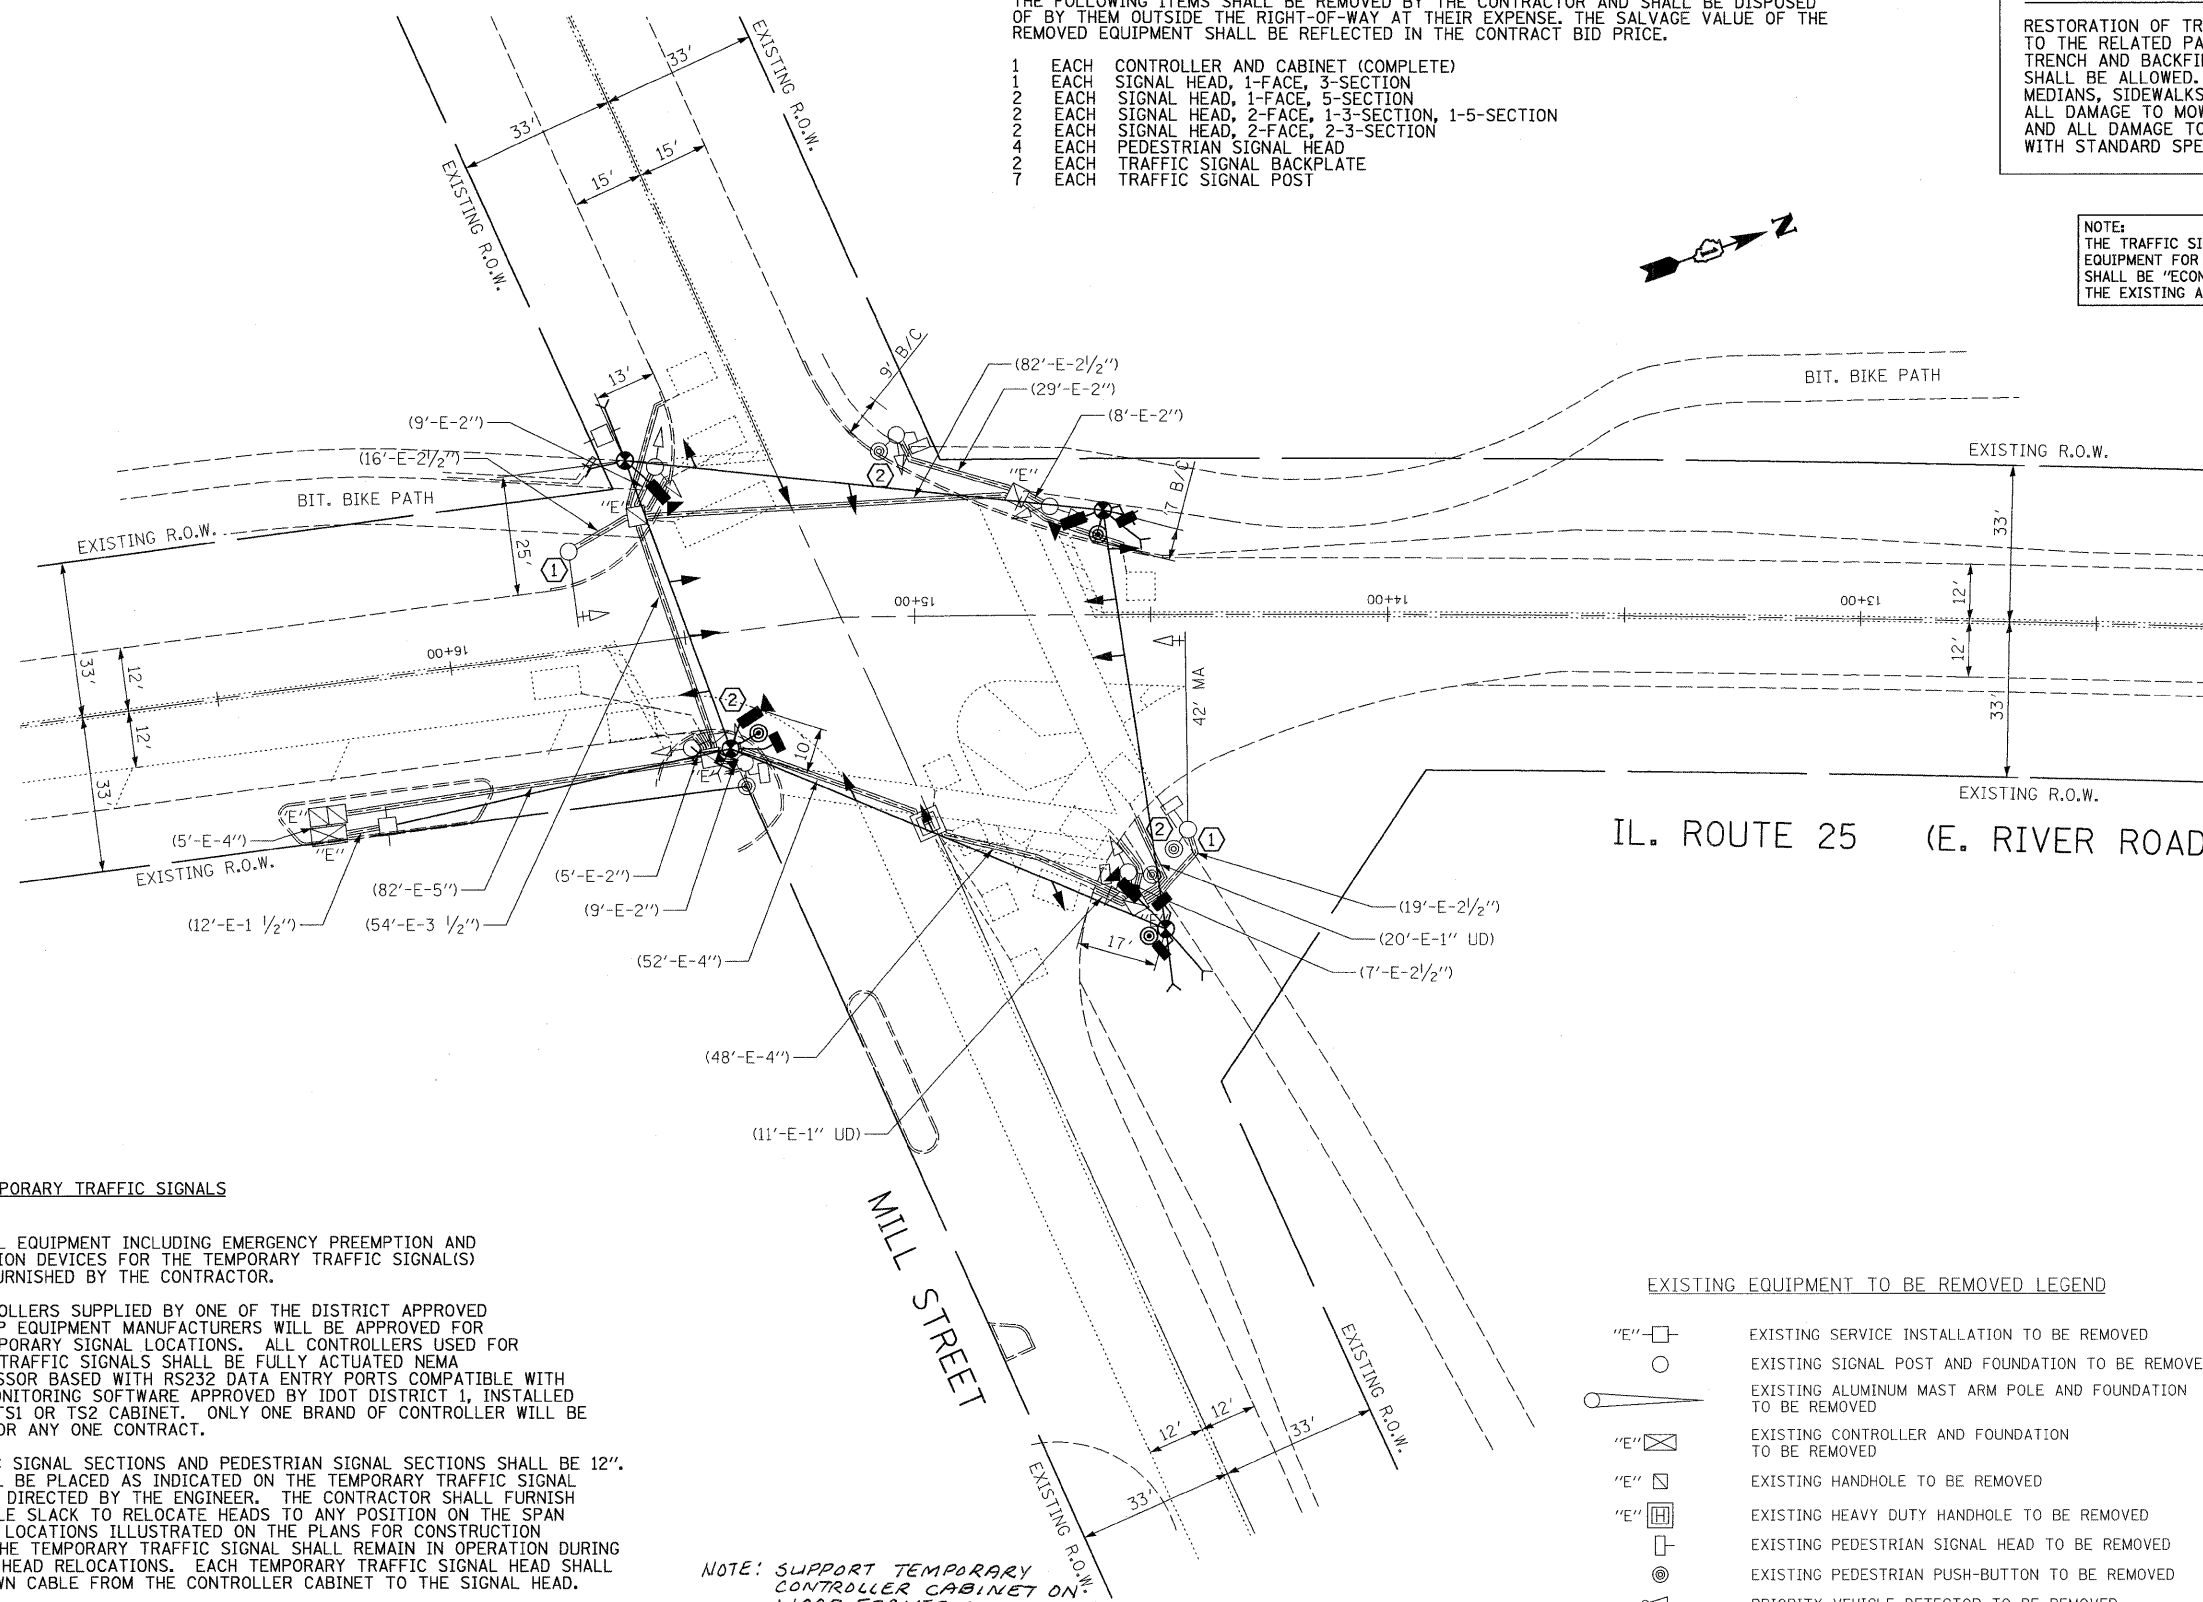 THE FOLLOWING ITEMS SHALL BE REMOVED BY THE CONTRACTOR AND SHALL BE DISPOSED
OF BY THEM OUTSIDE THE RIGHT-OF-WAY AT THEIR EXPENSE. THE SALVAGE VALUE OF THE
REMOVED EQUIPMENT SHALL BE REFLECTED IN THE CONTRACT BID PRICE.
1 EACH CONTROLLER AND CABINET (COMPLETE)
1 EACH SIGNAL HEAD, 1-FACE, 3-SECTION
2 EACH SIGNAL HEAD, 1-FACE, 5-SECTION
2 EACH SIGNAL HEAD, 2-FACE, 1-3-SECTION, 1-5-SECTION
2 EACH SIGNAL HEAD, 2-FACE, 2-3-SECTION
4 EACH PEDESTRIAN SIGNAL HEAD
2 EACH TRAFFIC SIGNAL BACKPLATE
7 EACH TRAFFIC SIGNAL POST
RESTORATION OF TR
TO THE RELATED PA
TRENCH AND BACKFI
SHALL BE ALLOWED.
MEDIANS, SIDEWALKS
ALL DAMAGE TO MOW
AND ALL DAMAGE TO
WITH STANDARD SPE
NOTE:
THE TRAFFIC SI
EQUIPMENT FOR
SHALL BE "ECON
THE EXISTING A
N
EXISTING R.O.W.
EXISTING R.O.W.
33'
33'
15'
15'
13'
9' B/C
(82'-E-2½")
(29'-E-2")
(8'-E-2")
(9'-E-2")
(16'-E-2½")
BIT. BIKE PATH
BIT. BIKE PATH
EXISTING R.O.W.
EXISTING R.O.W.
"E"
"E"
2
1
25'
17 B/C
33'
12'
12'
33'
13+00
14+00
15+00
16+00
33'
12'
12'
33'
2
10
42' MA
"E"
"E"
"E"
(5'-E-4")
EXISTING R.O.W.
EXISTING R.O.W.
IL. ROUTE 25 (E. RIVER ROAD
2
1
(82'-E-5")
(5'-E-2")
(12'-E-1 ½")
(54'-E-3 ½")
(9'-E-2")
(52'-E-4")
17'
"E"
(19'-E-2½")
(20'-E-1" UD)
(7'-E-2½")
(48'-E-4")
(11'-E-1" UD)
MILL STREET
EXISTING R.O.W.
EXISTING R.O.W.
12'
12'
33'
33'
PORARY TRAFFIC SIGNALS
L EQUIPMENT INCLUDING EMERGENCY PREEMPTION AND
ION DEVICES FOR THE TEMPORARY TRAFFIC SIGNAL(S)
URNISHED BY THE CONTRACTOR.
OLLERS SUPPLIED BY ONE OF THE DISTRICT APPROVED
P EQUIPMENT MANUFACTURERS WILL BE APPROVED FOR
PORARY SIGNAL LOCATIONS. ALL CONTROLLERS USED FOR
TRAFFIC SIGNALS SHALL BE FULLY ACTUATED NEMA
SSOR BASED WITH RS232 DATA ENTRY PORTS COMPATIBLE WITH
ONITORING SOFTWARE APPROVED BY IDOT DISTRICT 1, INSTALLED
TS1 OR TS2 CABINET. ONLY ONE BRAND OF CONTROLLER WILL BE
OR ANY ONE CONTRACT.
C SIGNAL SECTIONS AND PEDESTRIAN SIGNAL SECTIONS SHALL BE 12".
L BE PLACED AS INDICATED ON THE TEMPORARY TRAFFIC SIGNAL
DIRECTED BY THE ENGINEER. THE CONTRACTOR SHALL FURNISH
LE SLACK TO RELOCATE HEADS TO ANY POSITION ON THE SPAN
LOCATIONS ILLUSTRATED ON THE PLANS FOR CONSTRUCTION
HE TEMPORARY TRAFFIC SIGNAL SHALL REMAIN IN OPERATION DURING
HEAD RELOCATIONS. EACH TEMPORARY TRAFFIC SIGNAL HEAD SHALL
WN CABLE FROM THE CONTROLLER CABINET TO THE SIGNAL HEAD.
NOTE: SUPPORT TEMPORARY
CONTROLLER CABINET ON
EXISTING EQUIPMENT TO BE REMOVED LEGEND
"E" EXISTING SERVICE INSTALLATION TO BE REMOVED
EXISTING SIGNAL POST AND FOUNDATION TO BE REMOVE
EXISTING ALUMINUM MAST ARM POLE AND FOUNDATION
TO BE REMOVED
"E" EXISTING CONTROLLER AND FOUNDATION
TO BE REMOVED
"E" EXISTING HANDHOLE TO BE REMOVED
"E" H EXISTING HEAVY DUTY HANDHOLE TO BE REMOVED
EXISTING PEDESTRIAN SIGNAL HEAD TO BE REMOVED
EXISTING PEDESTRIAN PUSH-BUTTON TO BE REMOVED
PRIORITY VEHICLE DETECTOR TO BE REMOVED